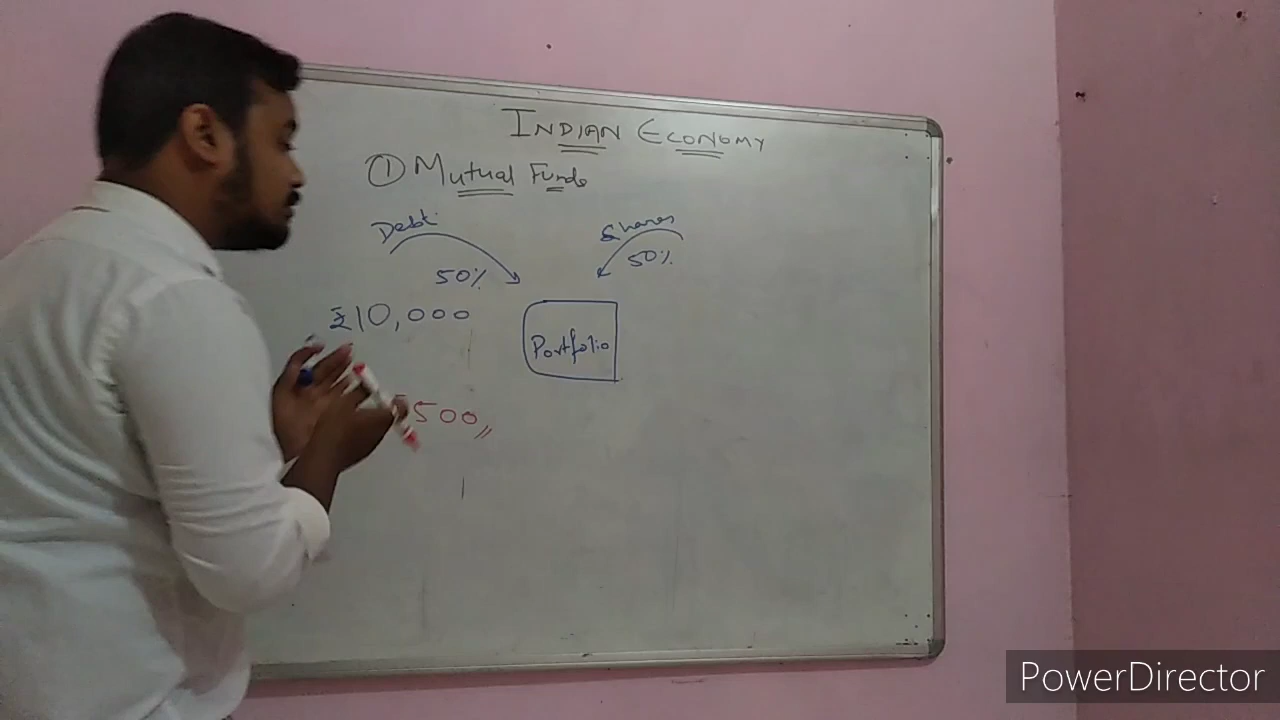 INDIAN ECONOMY
① Mutual Funds
Debt
Shares
50%
50%
₹10,000
Portfolio
500
PowerDirector